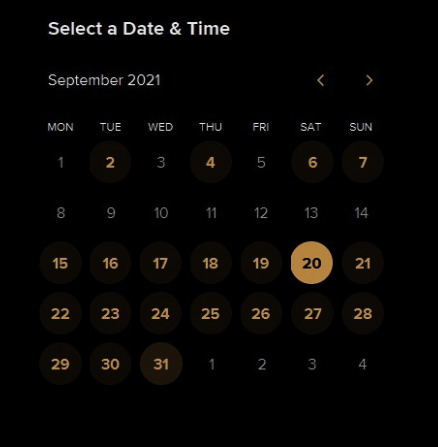 Select a Date & Time
September 2021
MON TUE WED THU FRI SAT SUN
1 2 3 4 5 6 7
8 9 10 11 12 13 14
15 16 17 18 19 20 21
22 23 24 25 26 27 28
29 30 31 1 2 3 4